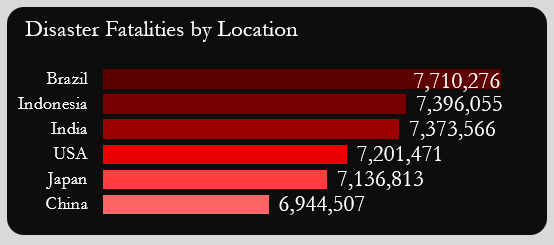 Disaster Fatalities by Location
Brazil 7,710,276
Indonesia 7,396,055
India 7,373,566
USA 7,201,471
Japan 7,136,813
China 6,944,507